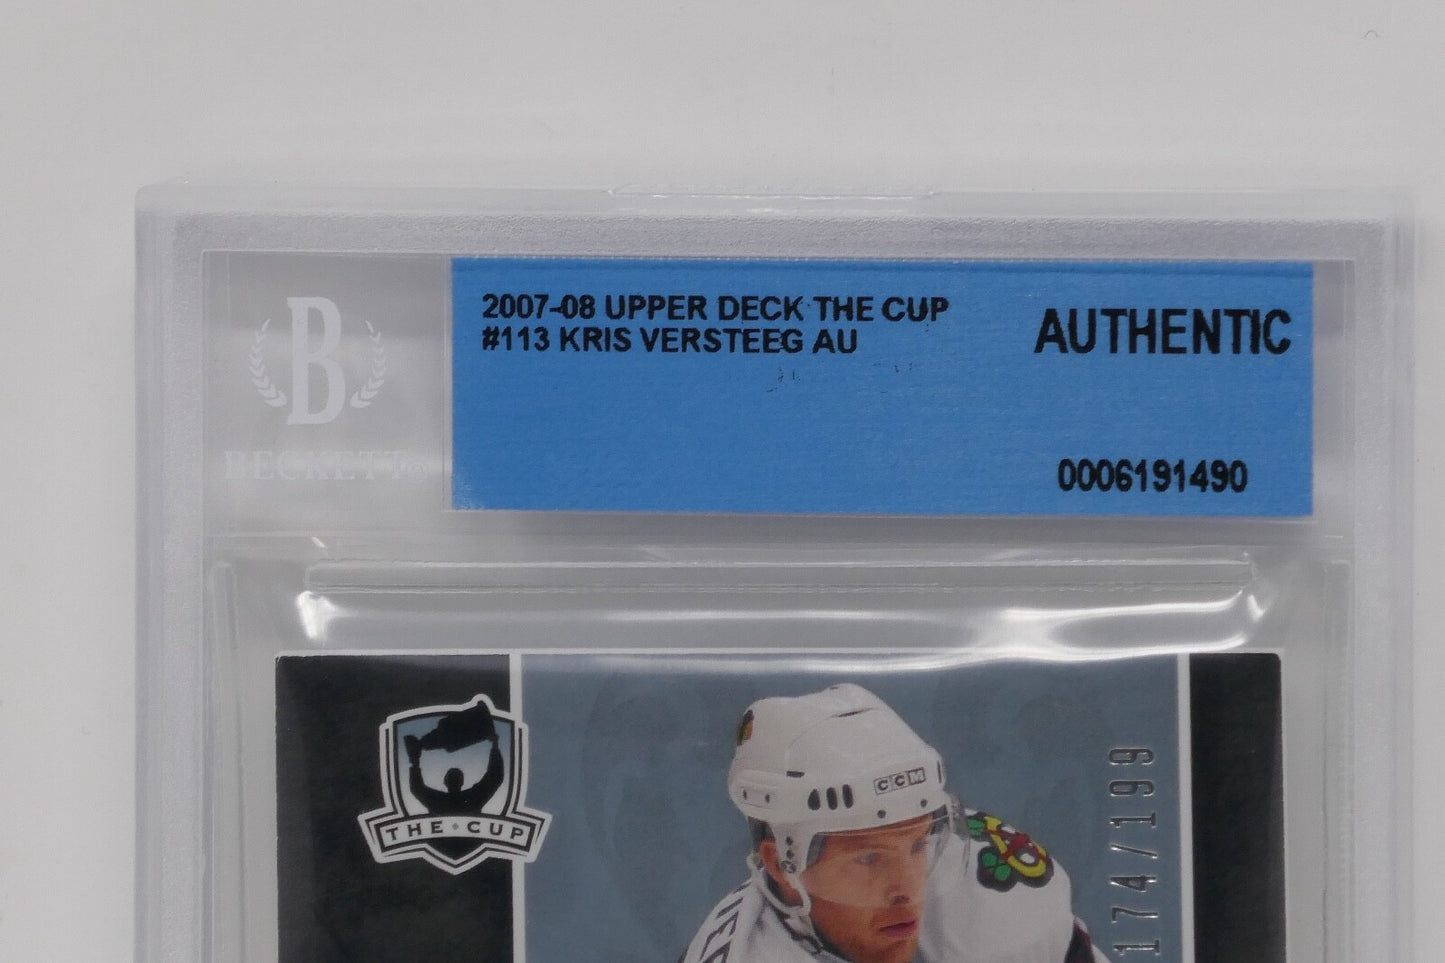 2007-08 UPPER DECK THE CUP
#113 KRIS VERSTEEG AU
AUTHENTIC
0006191490
B
BECKETT®
THE CUP
CCM
174/199